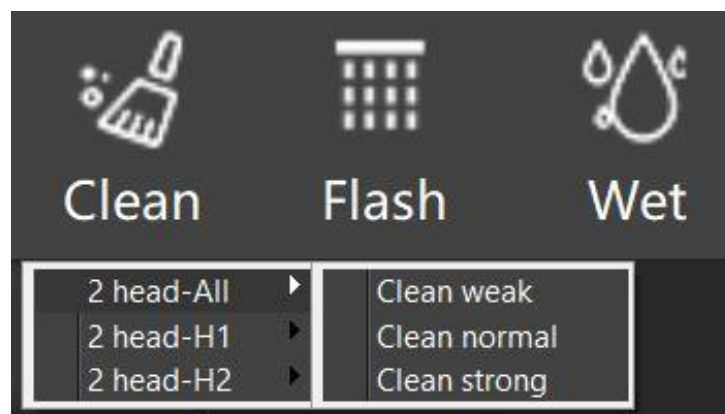 Clean
Flash
Wet
2 head-All
2 head-H1
2 head-H2
Clean weak
Clean normal
Clean strong